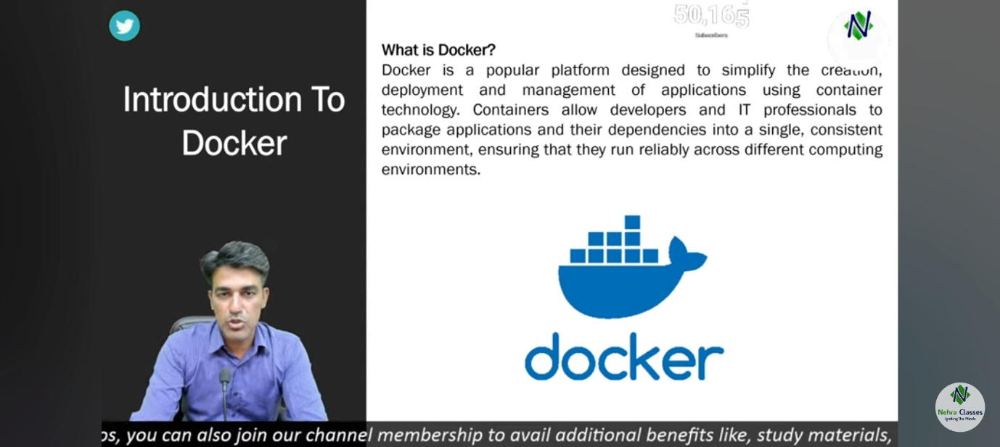 50,165
Subscribers
N
Introduction To
Docker
What is Docker?
Docker is a popular platform designed to simplify the creation,
deployment and management of applications using container
technology. Containers allow developers and IT professionals to
package applications and their dependencies into a single, consistent
environment, ensuring that they run reliably across different computing
environments.
docker
N
Nehra Classes
Igniting The Minds
os, you can also join our channel membership to avail additional benefits like, study materials,